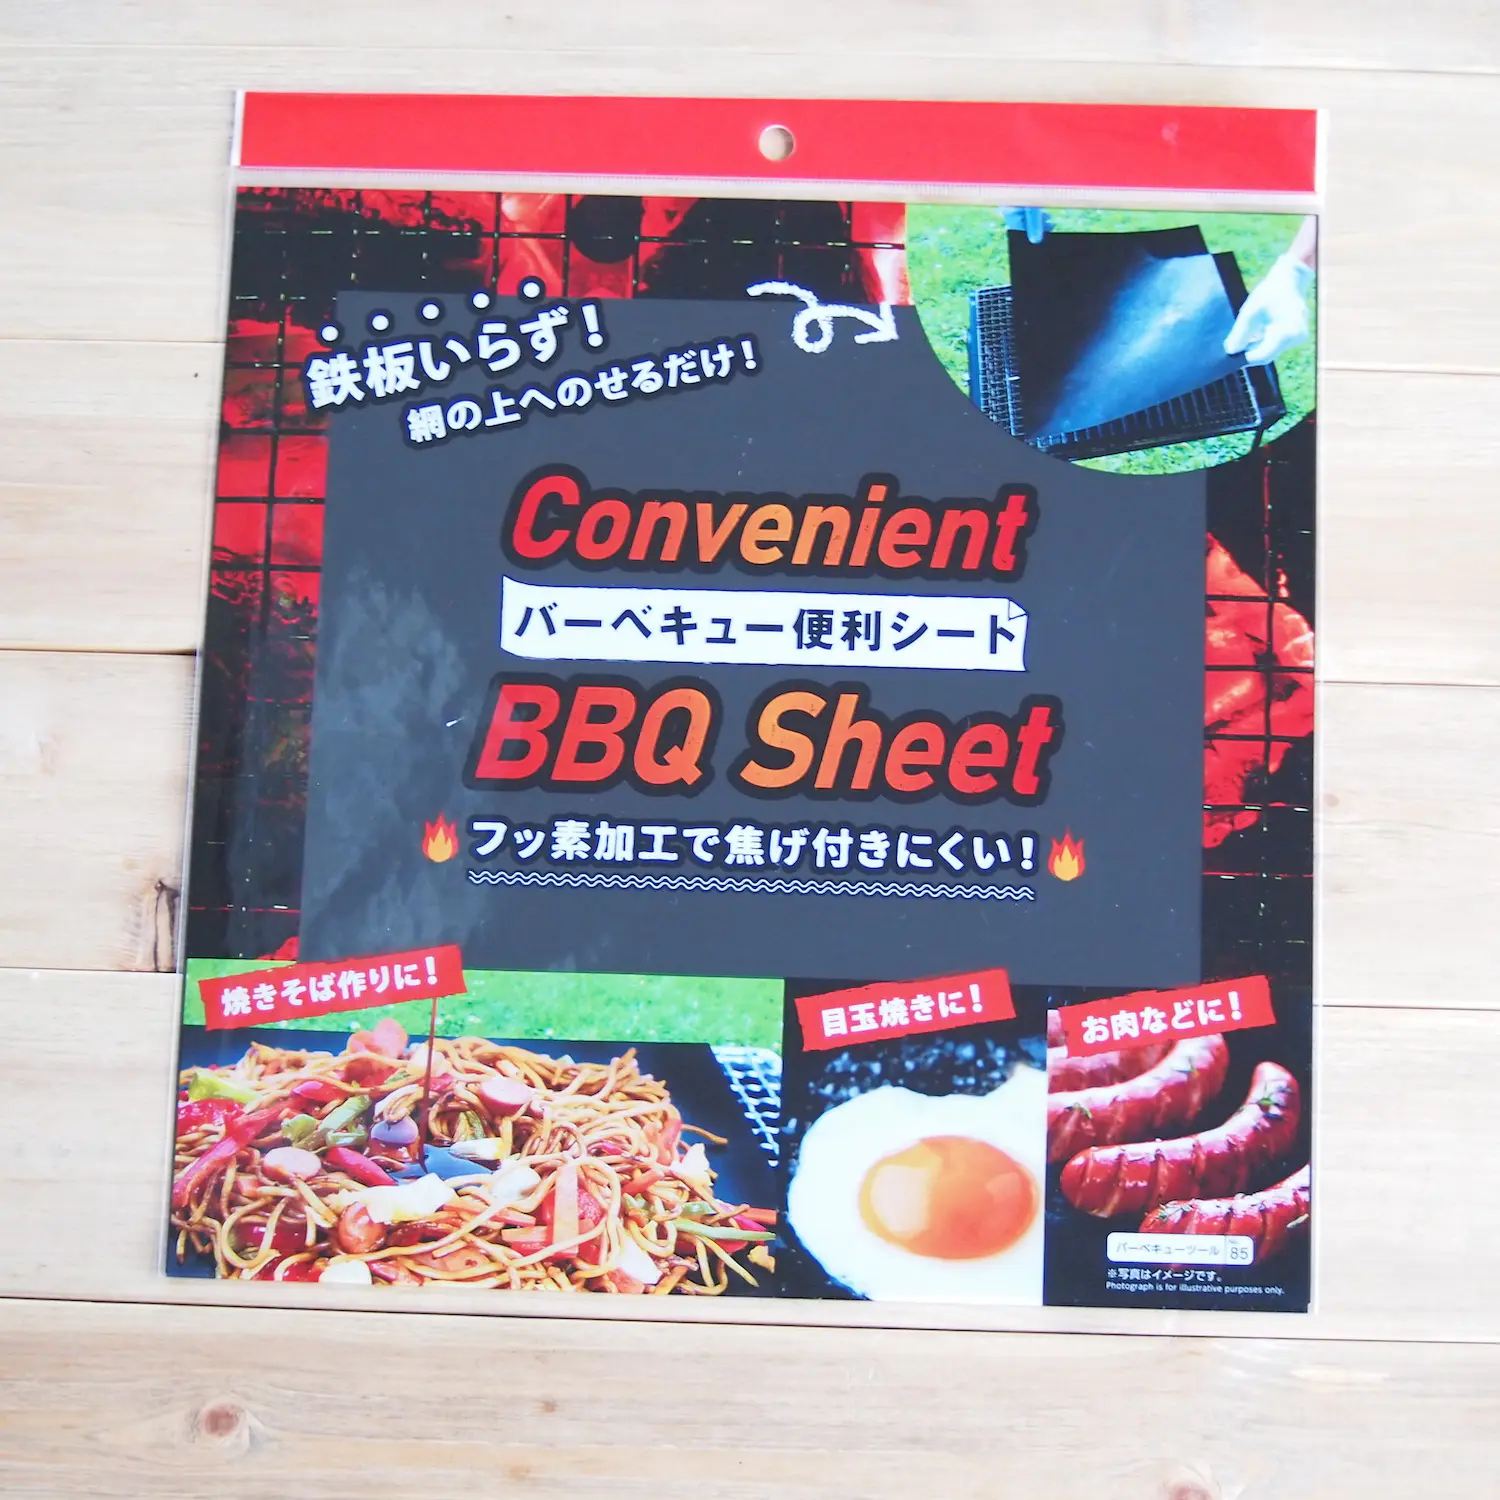 鉄板いらず!
網の上へのせるだけ!
Convenient
バーベキュー便利シート
BBQ Sheet
フッ素加工で焦げ付きにくい!
焼きそば作りに!
目玉焼きに!
お肉などに!
バーベキューツール No. 85
※写真はイメージです。
Photograph is for illustrative purposes only.